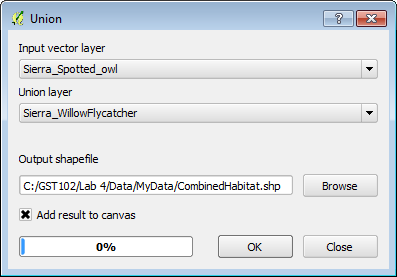 Union
Input vector layer
Sierra_Spotted_owl
Union layer
Sierra_WillowFlycatcher
Output shapefile
C:/GST102/Lab 4/Data/MyData/CombinedHabitat.shp
Browse
Add result to canvas
0%
OK
Close